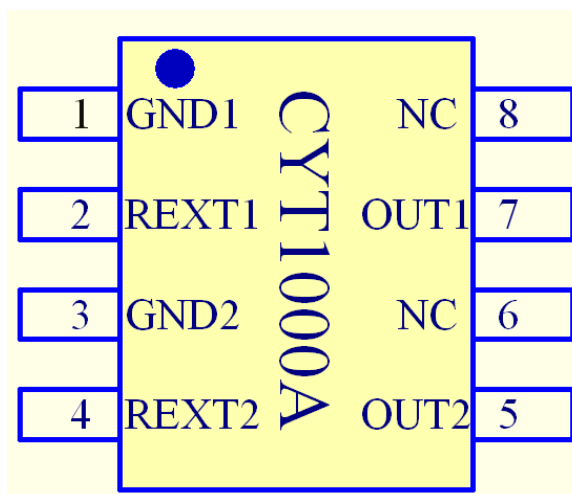 1 GND1 NC 8
2 REXT1 OUT1 7
3 GND2 NC 6
4 REXT2 OUT2 5
CYT1000A